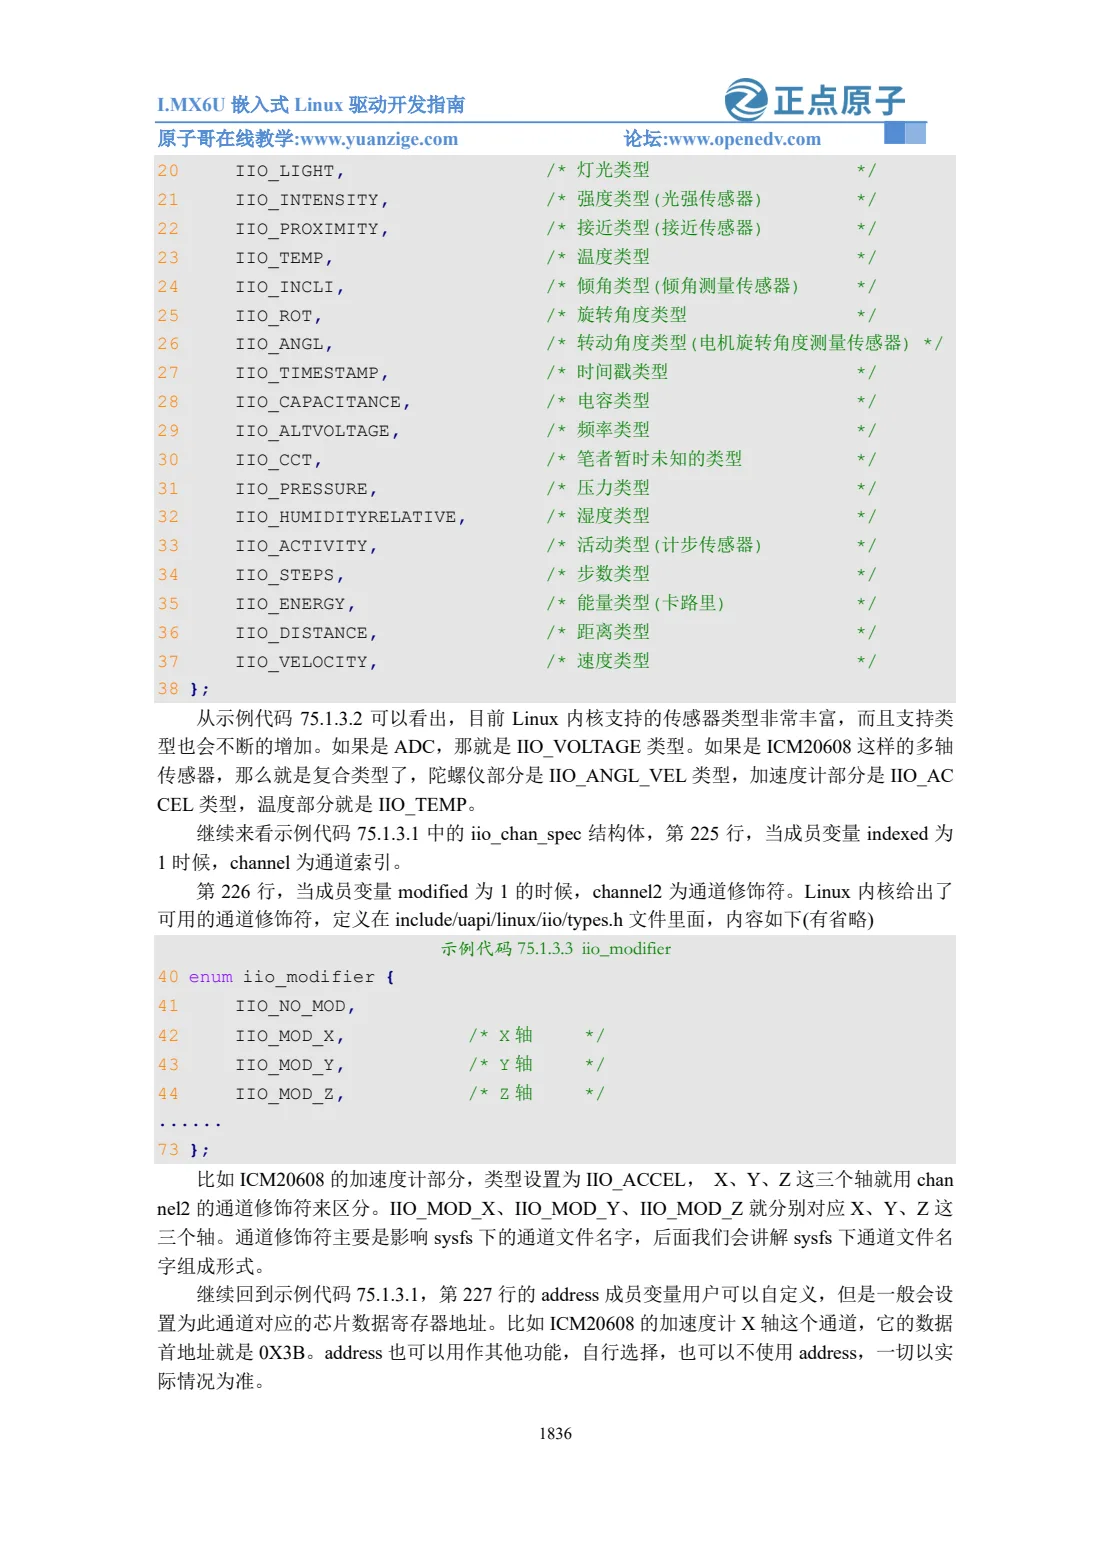 I.MX6U 嵌入式 Linux 驱动开发指南
正点原子
原子哥在线教学:www.yuanzige.com 论坛:www.openedv.com
20 IIO_LIGHT, /* 灯光类型 */
21 IIO_INTENSITY, /* 强度类型(光强传感器) */
22 IIO_PROXIMITY, /* 接近类型(接近传感器) */
23 IIO_TEMP, /* 温度类型 */
24 IIO_INCLI, /* 倾角类型(倾角测量传感器) */
25 IIO_ROT, /* 旋转角度类型 */
26 IIO_ANGL, /* 转动角度类型(电机旋转角度测量传感器) */
27 IIO_TIMESTAMP, /* 时间戳类型 */
28 IIO_CAPACITANCE, /* 电容类型 */
29 IIO_ALTVOLTAGE, /* 频率类型 */
30 IIO_CCT, /* 笔者暂时未知的类型 */
31 IIO_PRESSURE, /* 压力类型 */
32 IIO_HUMIDITYRELATIVE, /* 湿度类型 */
33 IIO_ACTIVITY, /* 活动类型(计步传感器) */
34 IIO_STEPS, /* 步数类型 */
35 IIO_ENERGY, /* 能量类型(卡路里) */
36 IIO_DISTANCE, /* 距离类型 */
37 IIO_VELOCITY, /* 速度类型 */
38 };
从示例代码 75.1.3.2 可以看出，目前 Linux 内核支持的传感器类型非常丰富，而且支持类
型也会不断的增加。如果是 ADC，那就是 IIO_VOLTAGE 类型。如果是 ICM20608 这样的多轴
传感器，那么就是复合类型了，陀螺仪部分是 IIO_ANGL_VEL 类型，加速度计部分是 IIO_AC
CEL 类型，温度部分就是 IIO_TEMP。
继续来看示例代码 75.1.3.1 中的 iio_chan_spec 结构体，第 225 行，当成员变量 indexed 为
1 时候，channel 为通道索引。
第 226 行，当成员变量 modified 为 1 的时候，channel2 为通道修饰符。Linux 内核给出了
可用的通道修饰符，定义在 include/uapi/linux/iio/types.h 文件里面，内容如下(有省略)
示例代码 75.1.3.3 iio_modifier
40 enum iio_modifier {
41 IIO_NO_MOD,
42 IIO_MOD_X, /* X 轴 */
43 IIO_MOD_Y, /* Y 轴 */
44 IIO_MOD_Z, /* Z 轴 */
......
73 };
比如 ICM20608 的加速度计部分，类型设置为 IIO_ACCEL， X、Y、Z 这三个轴就用 chan
nel2 的通道修饰符来区分。IIO_MOD_X、IIO_MOD_Y、IIO_MOD_Z 就分别对应 X、Y、Z 这
三个轴。通道修饰符主要是影响 sysfs 下的通道文件名字，后面我们会讲解 sysfs 下通道文件名
字组成形式。
继续回到示例代码 75.1.3.1，第 227 行的 address 成员变量用户可以自定义，但是一般会设
置为此通道对应的芯片数据寄存器地址。比如 ICM20608 的加速度计 X 轴这个通道，它的数据
首地址就是 0X3B。address 也可以用作其他功能，自行选择，也可以不使用 address，一切以实
际情况为准。
1836